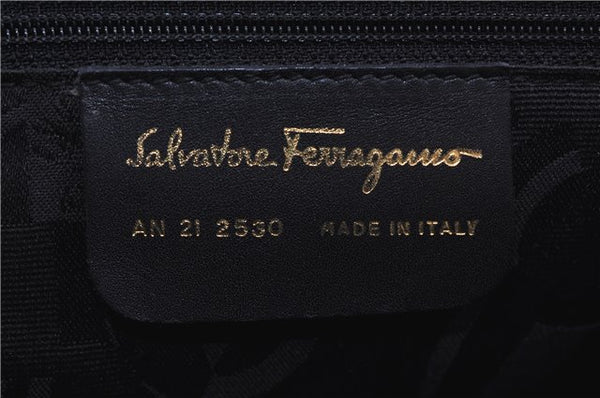 Salvatore Ferragamo
AN 21 2530 MADE IN ITALY